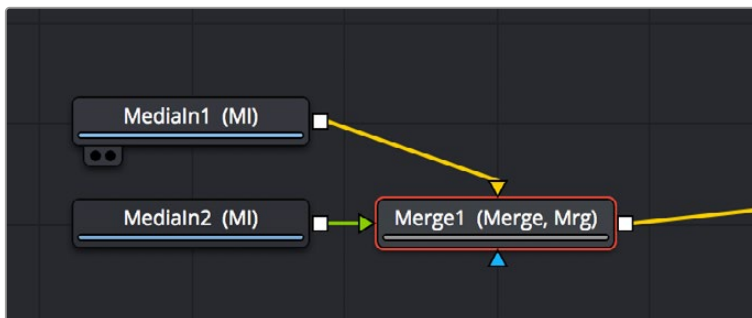 MediaIn1 (MI)
MediaIn2 (MI)
Merge1 (Merge, Mrg)